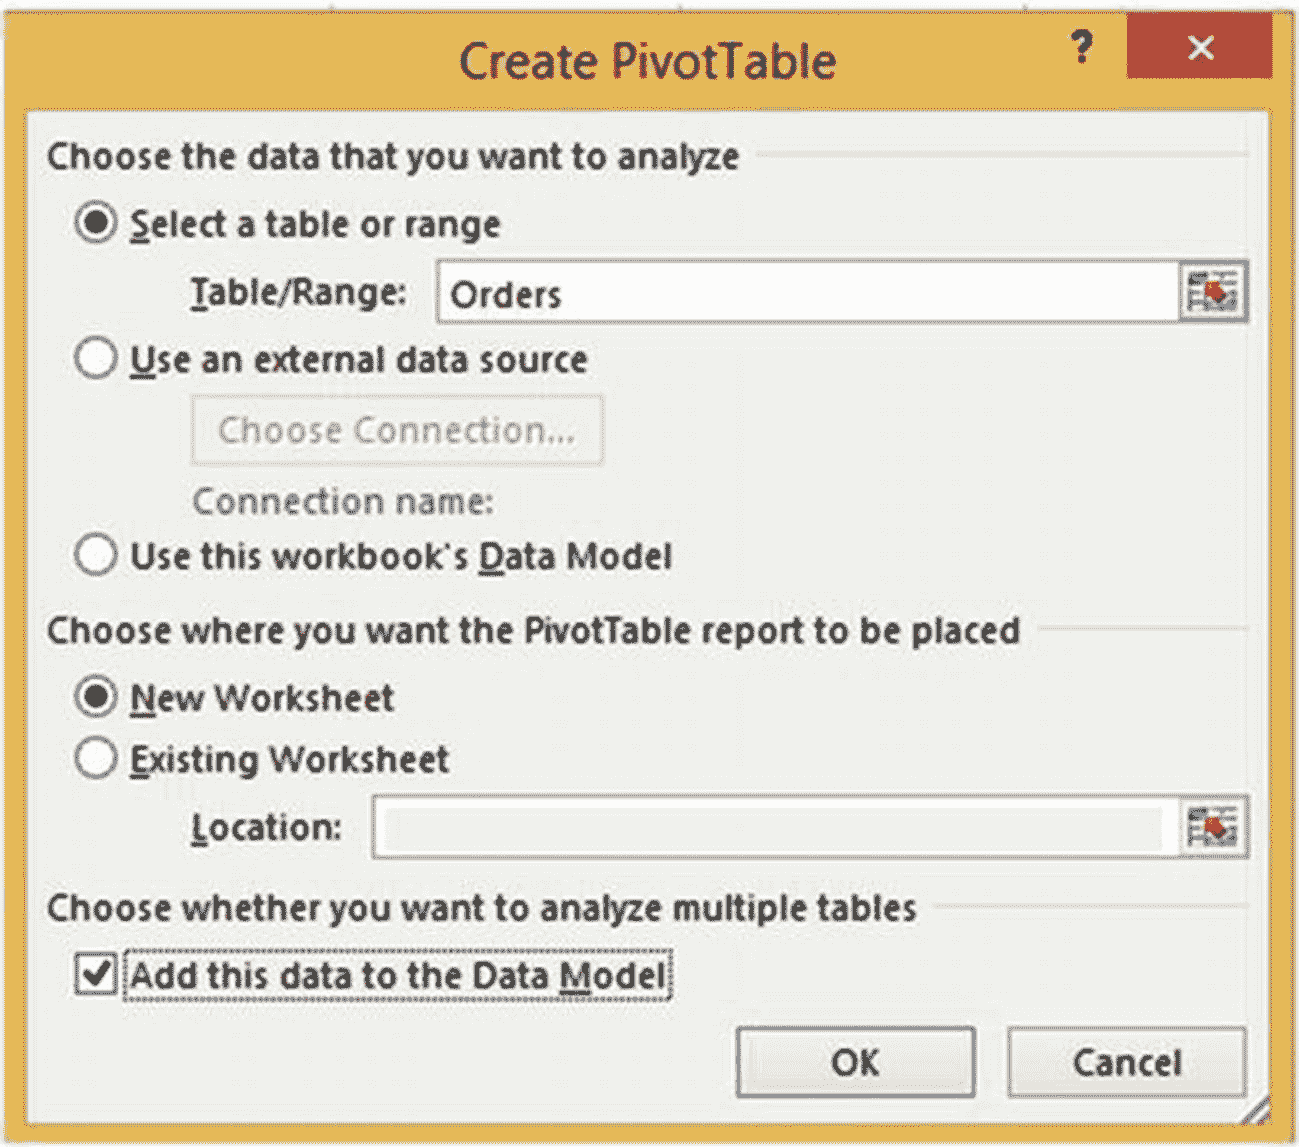 Create PivotTable
? ×
Choose the data that you want to analyze
Select a table or range
Table/Range: Orders
Use an external data source
Choose Connection...
Connection name:
Use this workbook's Data Model
Choose where you want the PivotTable report to be placed
New Worksheet
Existing Worksheet
Location:
Choose whether you want to analyze multiple tables
Add this data to the Data Model
OK Cancel